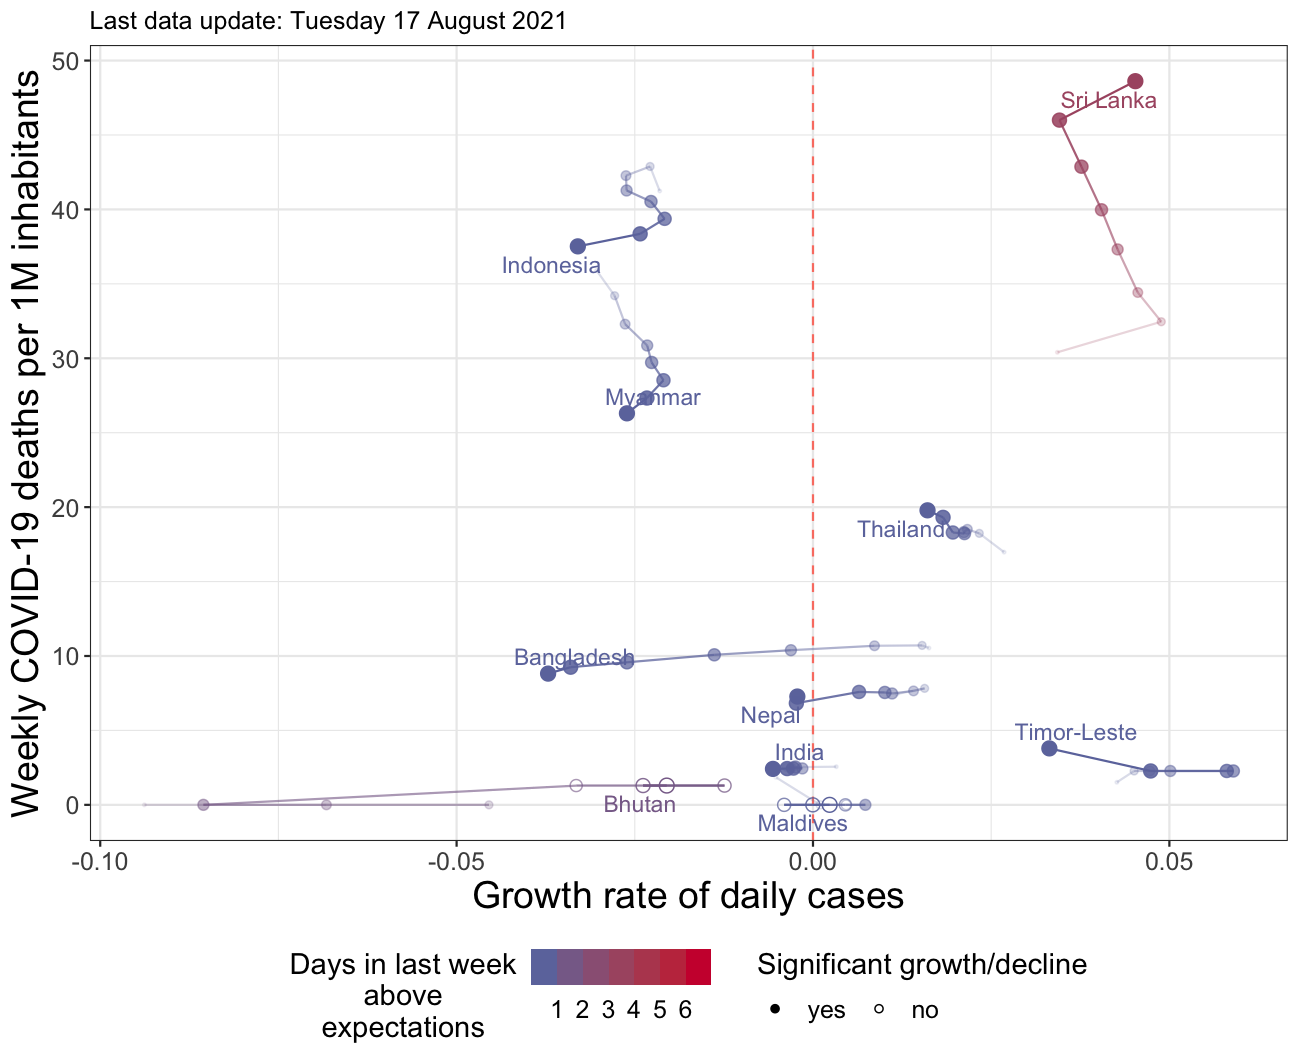 Last data update: Tuesday 17 August 2021
Weekly COVID-19 deaths per 1M inhabitants
50
40
30
20
10
0
Sri Lanka
Indonesia
Myanmar
Thailand
Bangladesh
Nepal
Timor-Leste
India
Bhutan
Maldives
-0.10
-0.05
0.00
0.05
Growth rate of daily cases
Days in last week
above
expectations
1 2 3 4 5 6
Significant growth/decline
yes no